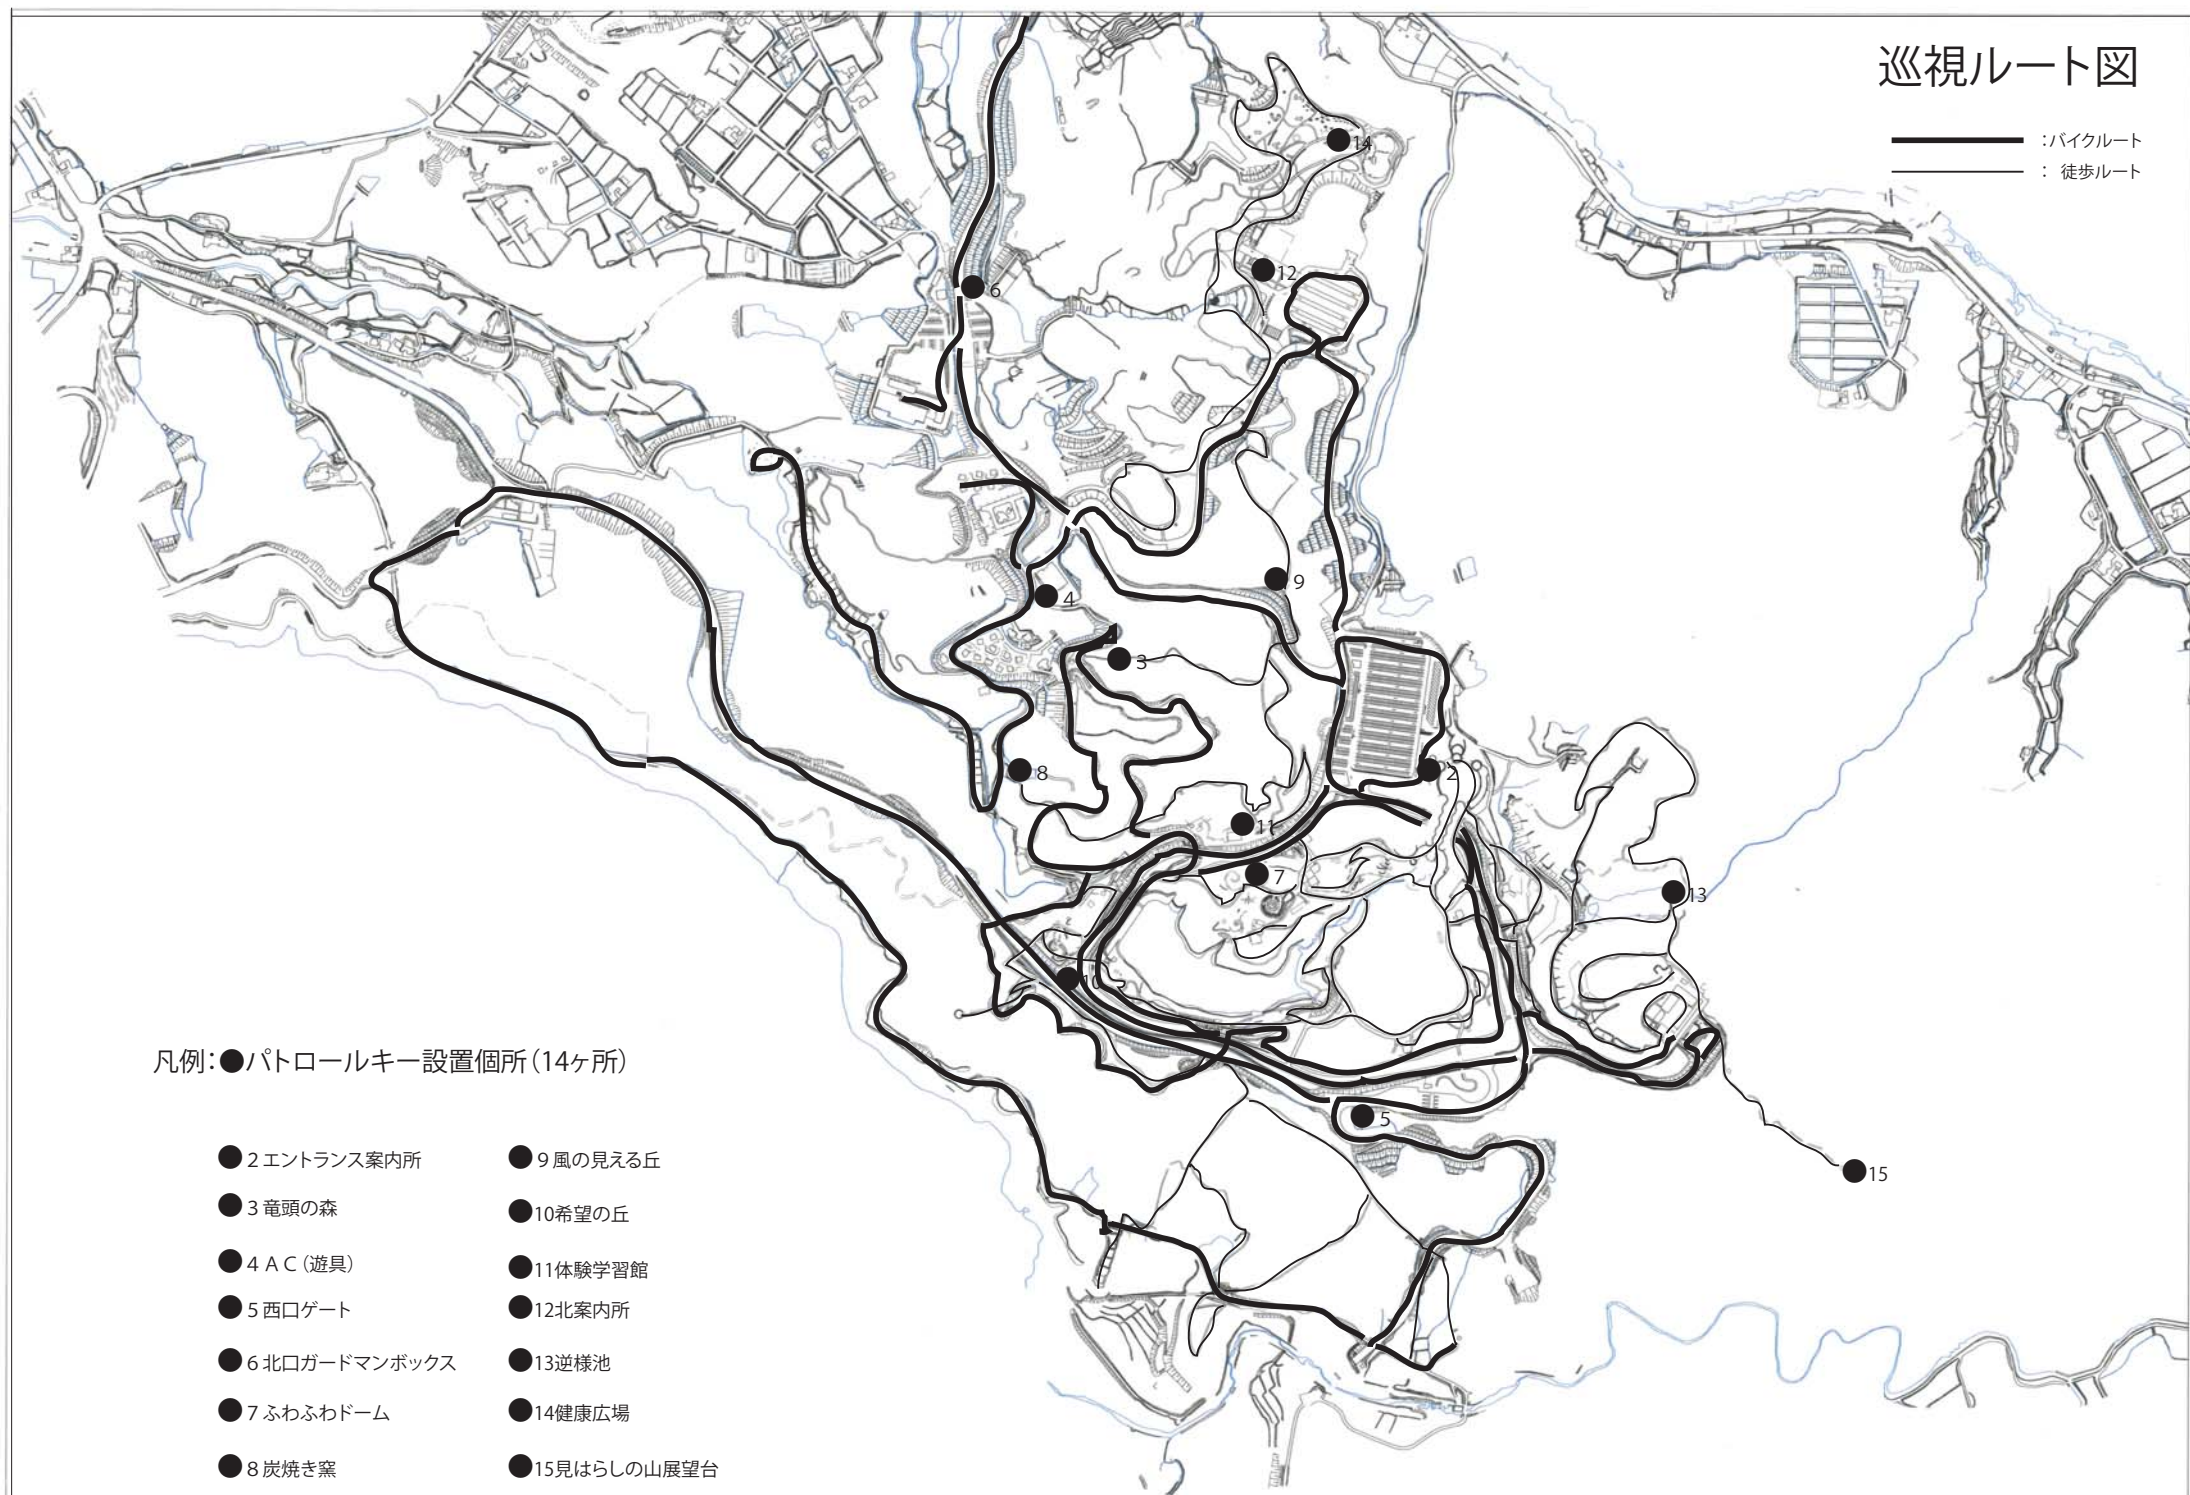 巡視ルート図
：バイクルート
： 徒歩ルート
14
12
6
9
4
3
8
2
11
7
13
10
5
15
凡例：●パトロールキー設置個所（14ヶ所）
●2 エントランス案内所
●9 風の見える丘
●3 竜頭の森
●10希望の丘
●4 A C（遊具）
●11体験学習館
●5 西口ゲート
●12北案内所
●6 北口ガードマンボックス
●13逆様池
●7 ふわふわドーム
●14健康広場
●8 炭焼き窯
●15見はらしの山展望台